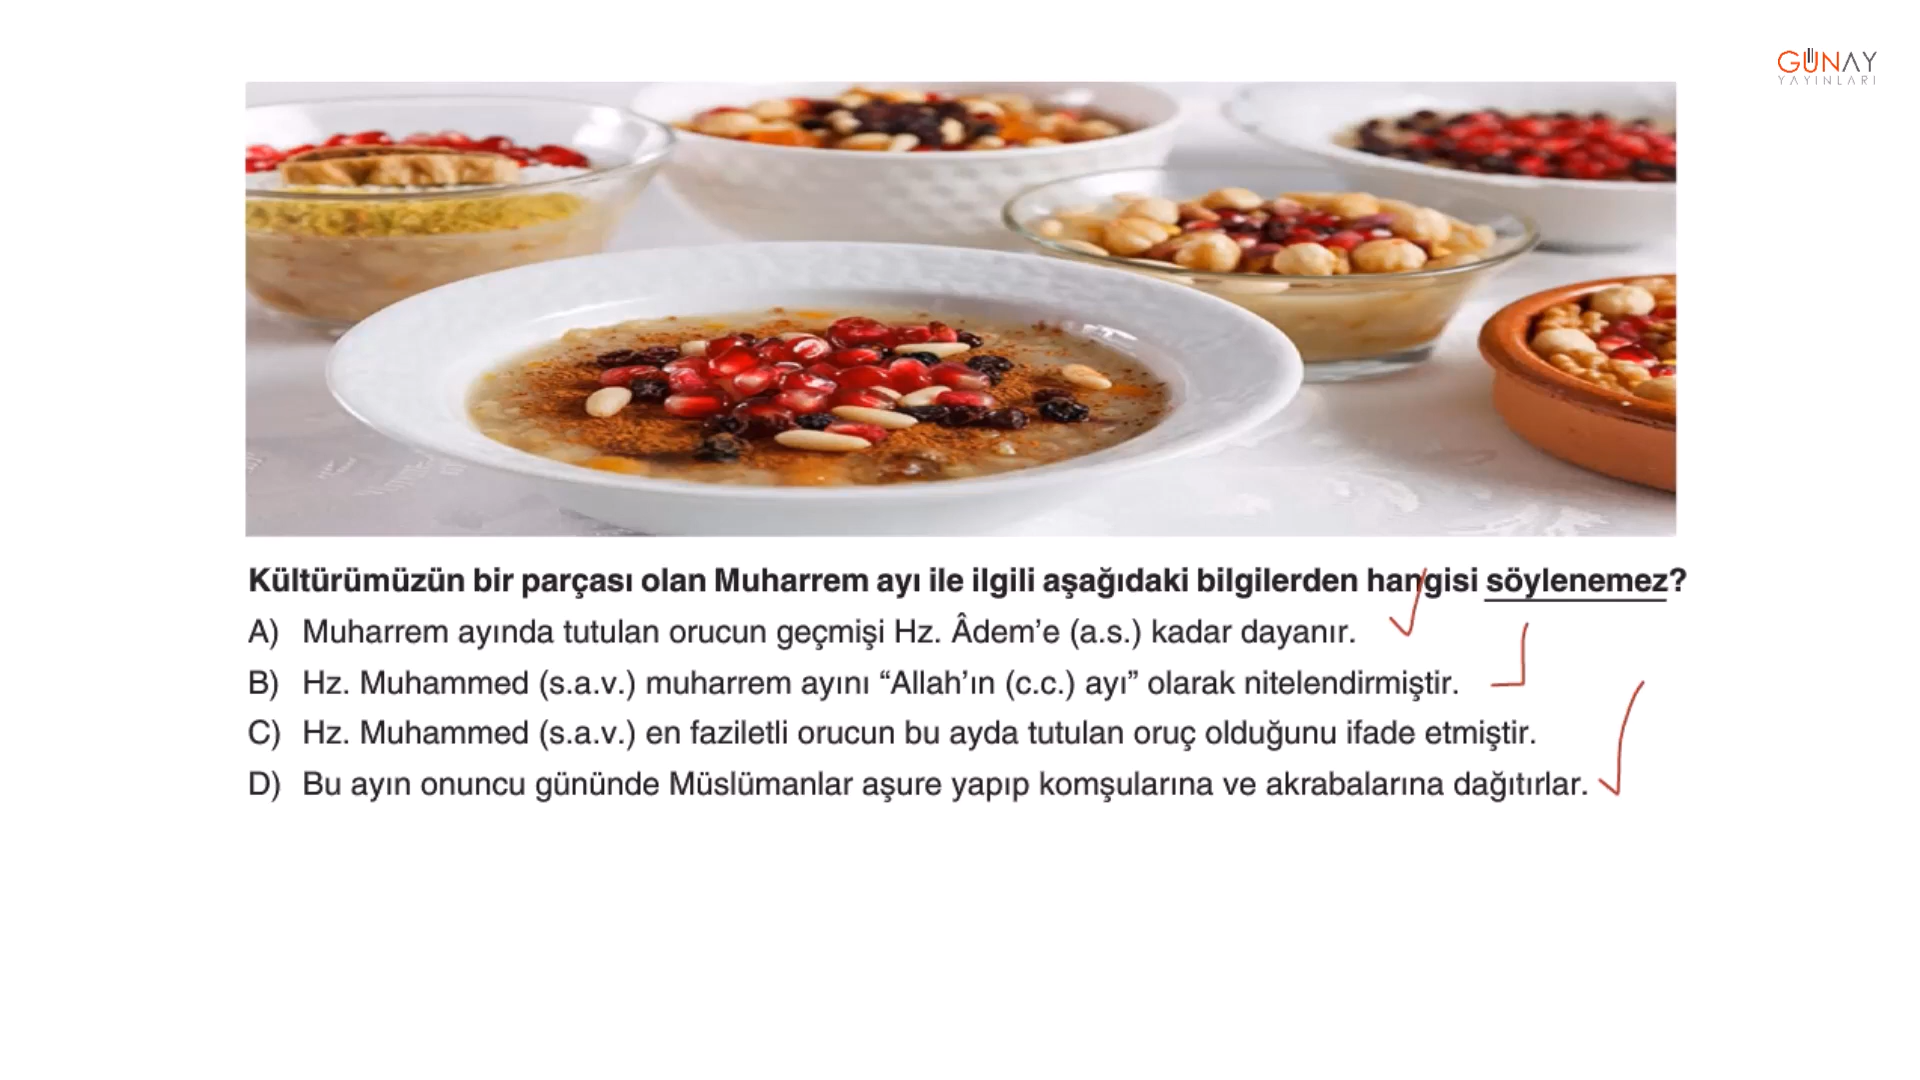 GÜNAY
YAYINLARI
Kültürümüzün bir parçası olan Muharrem ayı ile ilgili aşağıdaki bilgilerden hangisi söylenemez?
A) Muharrem ayında tutulan orucun geçmişi Hz. Âdem’e (a.s.) kadar dayanır.
B) Hz. Muhammed (s.a.v.) muharrem ayını “Allah’ın (c.c.) ayı” olarak nitelendirmiştir.
C) Hz. Muhammed (s.a.v.) en faziletli orucun bu ayda tutulan oruç olduğunu ifade etmiştir.
D) Bu ayın onuncu gününde Müslümanlar aşure yapıp komşularına ve akrabalarına dağıtırlar.